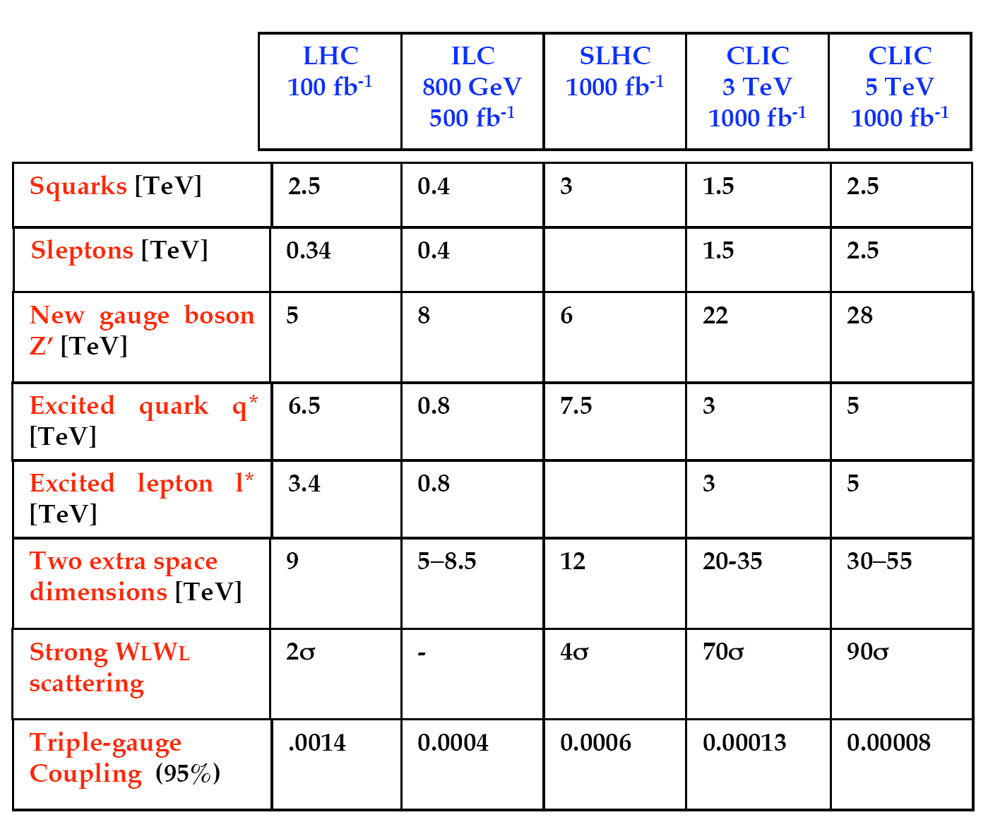 LHC ILC SLHC CLIC CLIC
100 fb-1 800 GeV 1000 fb-1 3 TeV 5 TeV
500 fb-1 1000 fb-1 1000 fb-1
Squarks [TeV] 2.5 0.4 3 1.5 2.5
Sleptons [TeV] 0.34 0.4 1.5 2.5
New gauge boson 5 8 6 22 28
Z′ [TeV]
Excited quark q* 6.5 0.8 7.5 3 5
[TeV]
Excited lepton l* 3.4 0.8 3 5
[TeV]
Two extra space 9 5–8.5 12 20-35 30–55
dimensions [TeV]
Strong WLWL 2σ - 4σ 70σ 90σ
scattering
Triple-gauge .0014 0.0004 0.0006 0.00013 0.00008
Coupling (95%)